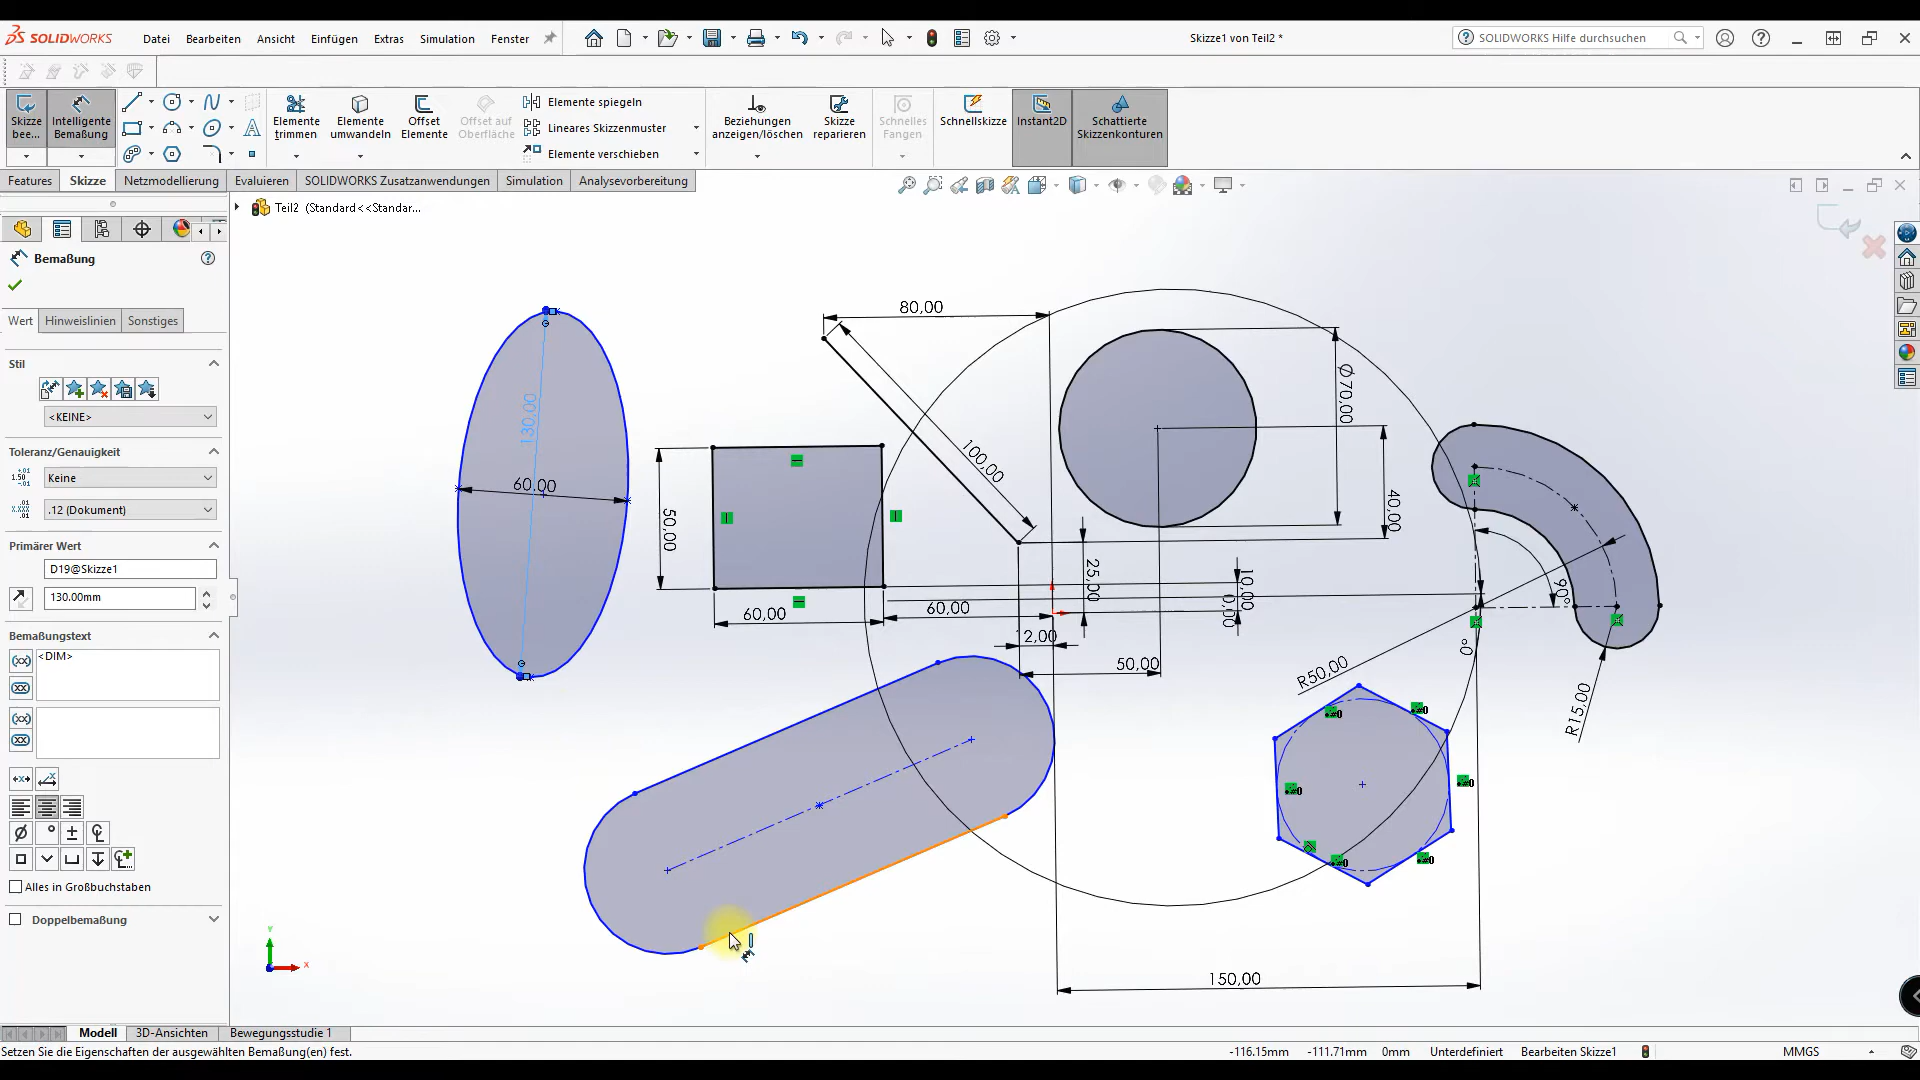 SOLIDWORKS
Datei Bearbeiten Ansicht Einfügen Extras Simulation Fenster
Skizze1 von Teil2 *
SOLIDWORKS Hilfe durchsuchen
Skizze bee...
Intelligente Bemaßung
Elemente trimmen
Elemente umwandeln
Offset Elemente
Offset auf Oberfläche
Elemente spiegeln
Lineares Skizzenmuster
Elemente verschieben
Beziehungen anzeigen/löschen
Skizze reparieren
Schnelles Fangen
Schnellskizze
Instant2D
Schattierte Skizzenkonturen
Features Skizze Netzmodellierung Evaluieren SOLIDWORKS Zusatzanwendungen Simulation Analysevorbereitung
Teil2 (Standard<<Standar...
Bemaßung
Wert Hinweislinien Sonstiges
Stil
<KEINE>
Toleranz/Genauigkeit
Keine
.12 (Dokument)
Primärer Wert
D19@Skizze1
130.00mm
Bemaßungstext
<DIM>
Alles in Großbuchstaben
Doppelbemaßung
130,00
60,00
50,00
60,00
60,00
80,00
100,00
25,00
12,00
50,00
Ø70,00
40,00
10,00
0,00
90°
0°
R50,00
R15,00
150,00
Y
X
Modell 3D-Ansichten Bewegungsstudie 1
Setzen Sie die Eigenschaften der ausgewählten Bemaßung(en) fest.
-116.15mm -111.71mm 0mm Unterdefiniert Bearbeiten Skizze1 MMGS